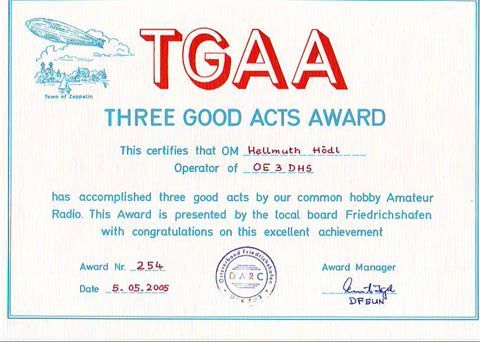 TGAA
Town of Zeppelin
THREE GOOD ACTS AWARD
This certifies that OM Hellmuth Hödl
Operator of OE 3 DHS
has accomplished three good acts by our common hobby Amateur
Radio. This Award is presented by the local board Friedrichshafen
with congratulations on this excellent achievement
Award Nr. 254
Award Manager
Date 5.05.2005
Ortsverband Friedrichshafen
DARC